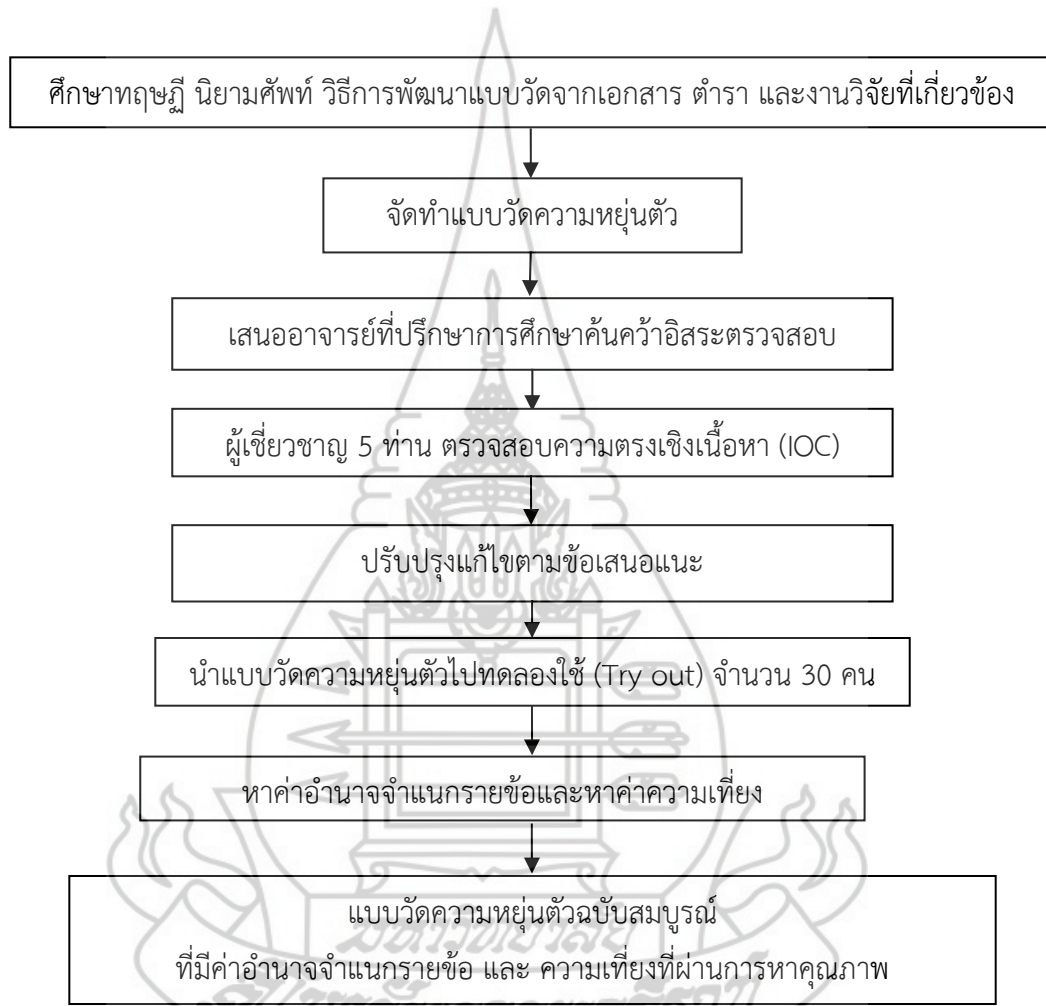 ศึกษาทฤษฏี นิยามศัพท์ วิธีการพัฒนาแบบวัดจากเอกสาร ตำรา และงานวิจัยที่เกี่ยวข้อง
จัดทำแบบวัดความหยุ่นตัว
เสนออาจารย์ที่ปรึกษาการศึกษาค้นคว้าอิสระตรวจสอบ
ผู้เชี่ยวชาญ 5 ท่าน ตรวจสอบความตรงเชิงเนื้อหา (IOC)
ปรับปรุงแก้ไขตามข้อเสนอแนะ
นำแบบวัดความหยุ่นตัวไปทดลองใช้ (Try out) จำนวน 30 คน
หาค่าอำนาจจำแนกรายข้อและหาค่าความเที่ยง
แบบวัดความหยุ่นตัวฉบับสมบูรณ์
ที่มีค่าอำนาจจำแนกรายข้อ และ ความเที่ยงที่ผ่านการหาคุณภาพ